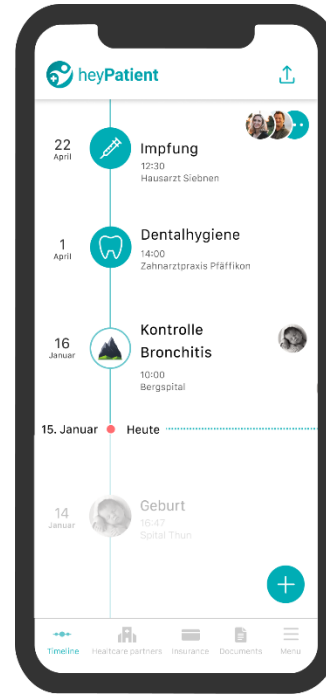 heyPatient
22
April
Impfung
12:30
Hausarzt Siebnen
1
April
Dentalhygiene
14:00
Zahnarztpraxis Pfäffikon
16
Januar
Kontrolle
Bronchitis
10:00
Bergspital
15. Januar Heute
14
Januar
Geburt
16:47
Spital Thun
Timeline Healtcare partners Insurance Documents Menu